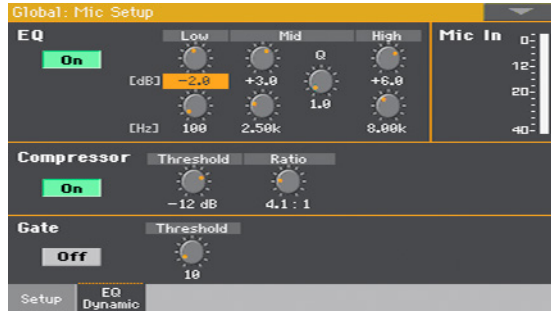 Global: Mic Setup
EQ Low Mid High Mic In
On Q 0
12
[dB] -2.0 +3.0 +6.0
1.0 20
[Hz] 100 2.50k 8.00k 40
Compressor Threshold Ratio
On
-12 dB 4.1 : 1
Gate Threshold
Off
10
Setup EQ Dynamic